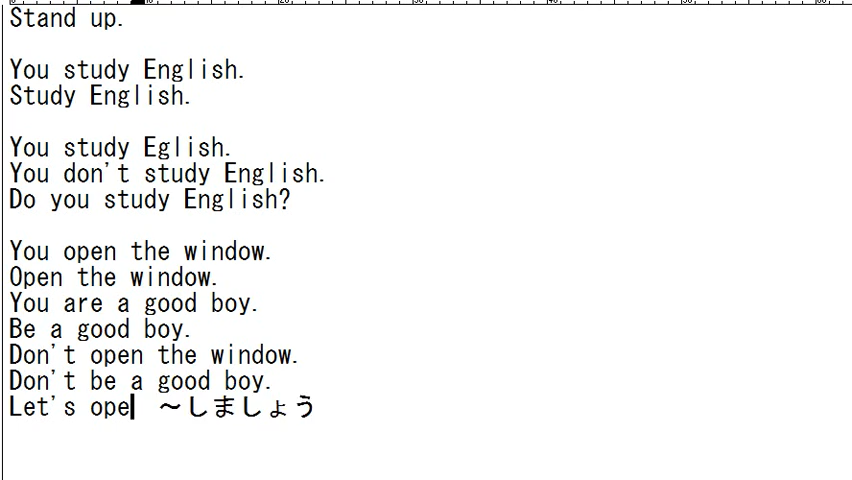 Stand up.
You study English.
Study English.
You study Eglish.
You don't study English.
Do you study English?
You open the window.
Open the window.
You are a good boy.
Be a good boy.
Don't open the window.
Don't be a good boy.
Let's ope ～しましょう